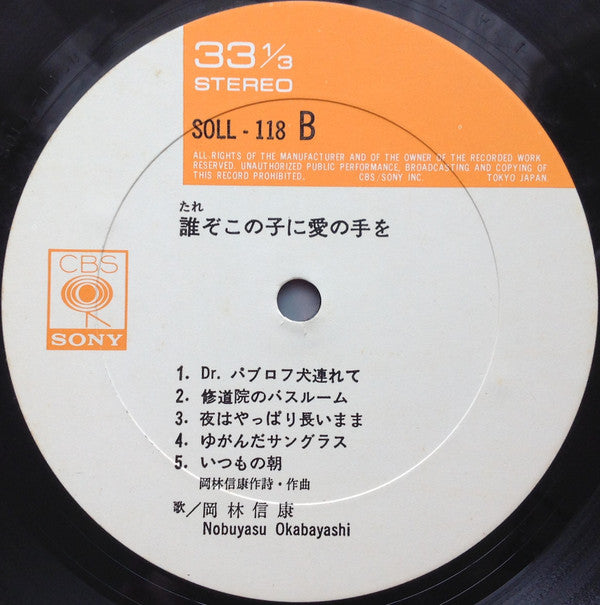 33 1/3
STEREO
SOLL - 118 B
ALL RIGHTS OF THE MANUFACTURER AND OF THE OWNER OF THE RECORDED WORK
RESERVED. UNAUTHORIZED PUBLIC PERFORMANCE, BROADCASTING AND COPYING OF
THIS RECORD PROHIBITED. CBS/SONY INC. TOKYO JAPAN.
たれ
誰ぞこの子に愛の手を
CBS
SONY
1. Dr. パブロフ犬連れて
2. 修道院のバスルーム
3. 夜はやっぱり長いまま
4. ゆがんだサングラス
5. いつもの朝
岡林信康作詩・作曲
歌/岡林信康
Nobuyasu Okabayashi